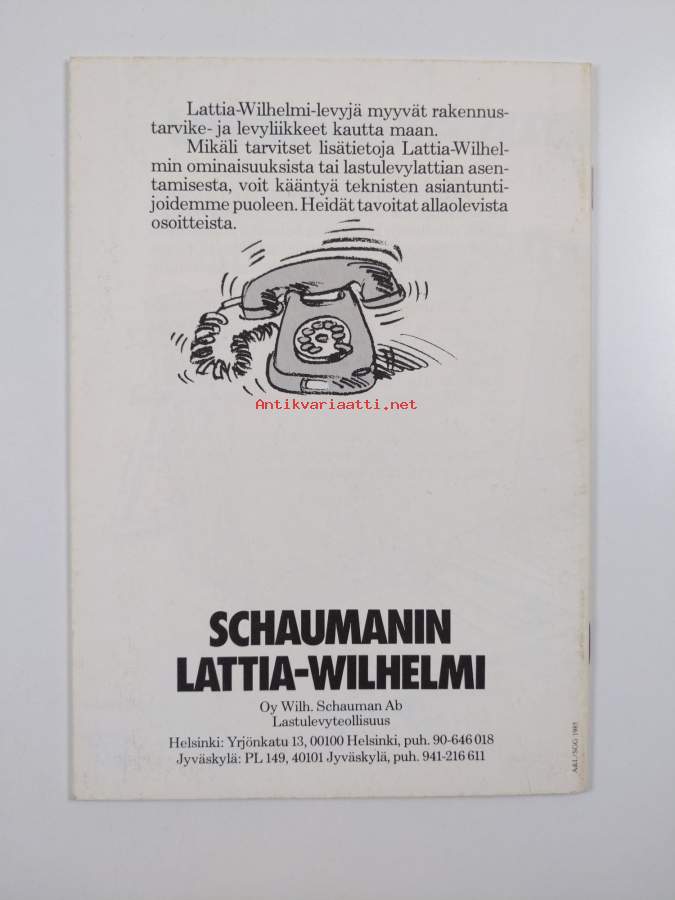 Lattia-Wilhelmi-levyjä myyvät rakennus-
tarvike- ja levyliikkeet kautta maan.
Mikäli tarvitset lisätietoja Lattia-Wilhel-
min ominaisuuksista tai lastulevylattian asen-
tamisesta, voit kääntyä teknisten asiantunti-
joidemme puoleen. Heidät tavoitat allaolevista
osoitteista.
Antikvariaatti.net
SCHAUMANIN
LATTIA-WILHELMI
Oy Wilh. Schauman Ab
Lastulevyteollisuus
Helsinki: Yrjönkatu 13, 00100 Helsinki, puh. 90-646 018
Jyväskylä: PL 149, 40101 Jyväskylä, puh. 941-216 611
A&L/SGG 1985